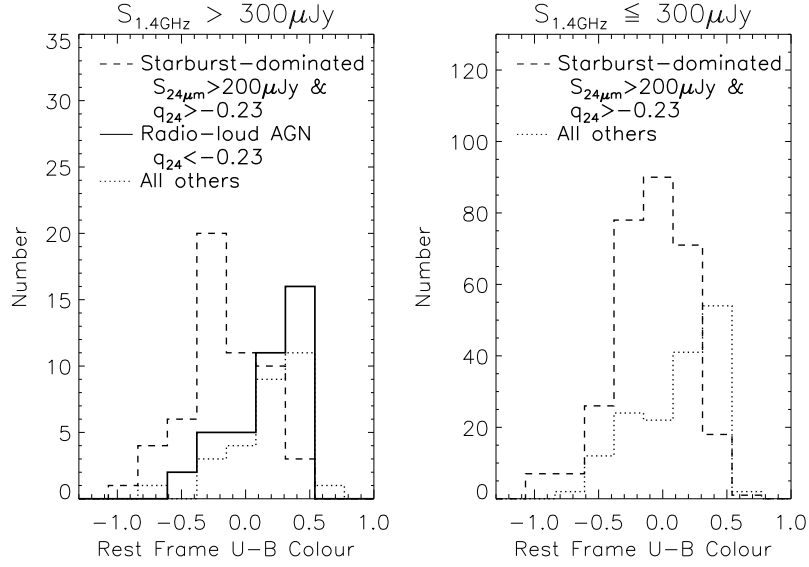 S1.4GHz > 300μJy
35
30
25
20
15
10
5
0
Number
Starburst−dominated
S24μm>200μJy &
q24>−0.23
Radio−loud AGN
q24<−0.23
All others
−1.0 −0.5 0.0 0.5 1.0
Rest Frame U−B Colour
S1.4GHz ≦ 300μJy
120
100
80
60
40
20
0
Number
Starburst−dominated
S24μm>200μJy &
q24>−0.23
All others
−1.0 −0.5 0.0 0.5 1.0
Rest Frame U−B Colour